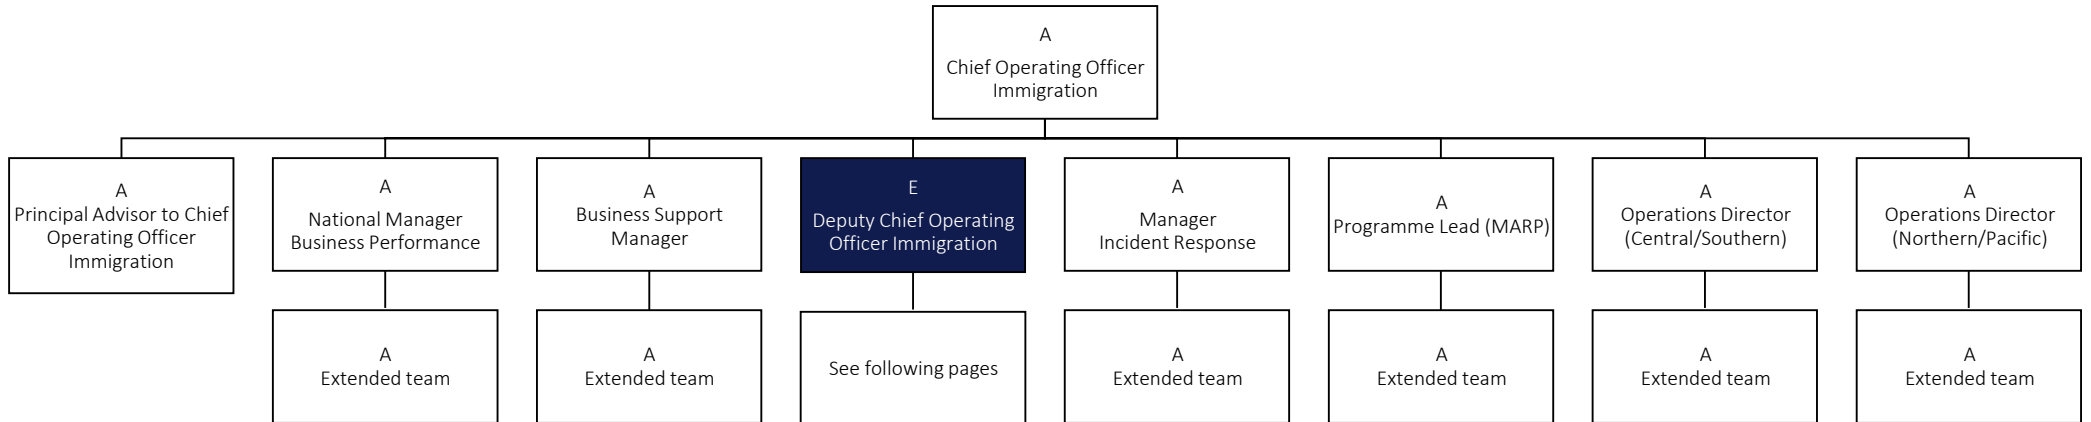 A
Chief Operating Officer
Immigration
A
Principal Advisor to Chief
Operating Officer
Immigration
A
National Manager
Business Performance
A
Business Support
Manager
E
Deputy Chief Operating
Officer Immigration
A
Manager
Incident Response
A
Programme Lead (MARP)
A
Operations Director
(Central/Southern)
A
Operations Director
(Northern/Pacific)
A
Extended team
A
Extended team
See following pages
A
Extended team
A
Extended team
A
Extended team
A
Extended team